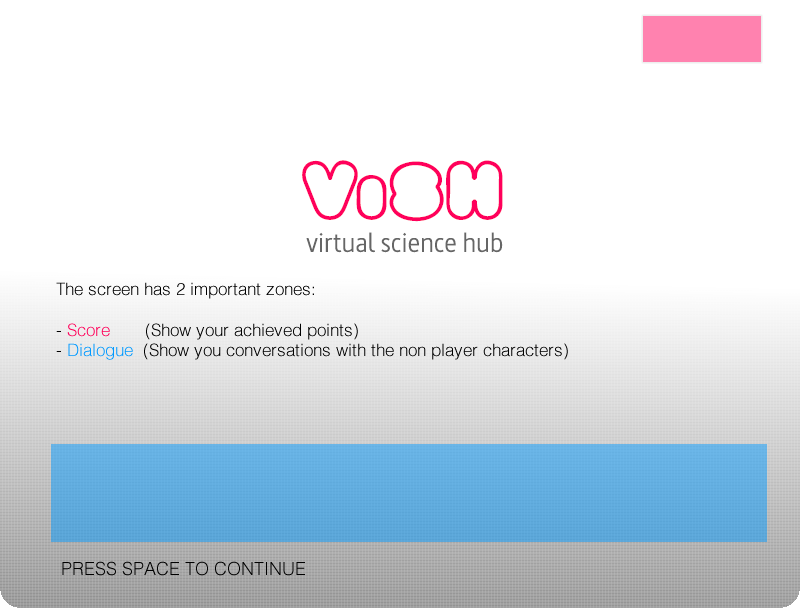 ViSH
virtual science hub
The screen has 2 important zones:
- Score (Show your achieved points)
- Dialogue (Show you conversations with the non player characters)
PRESS SPACE TO CONTINUE